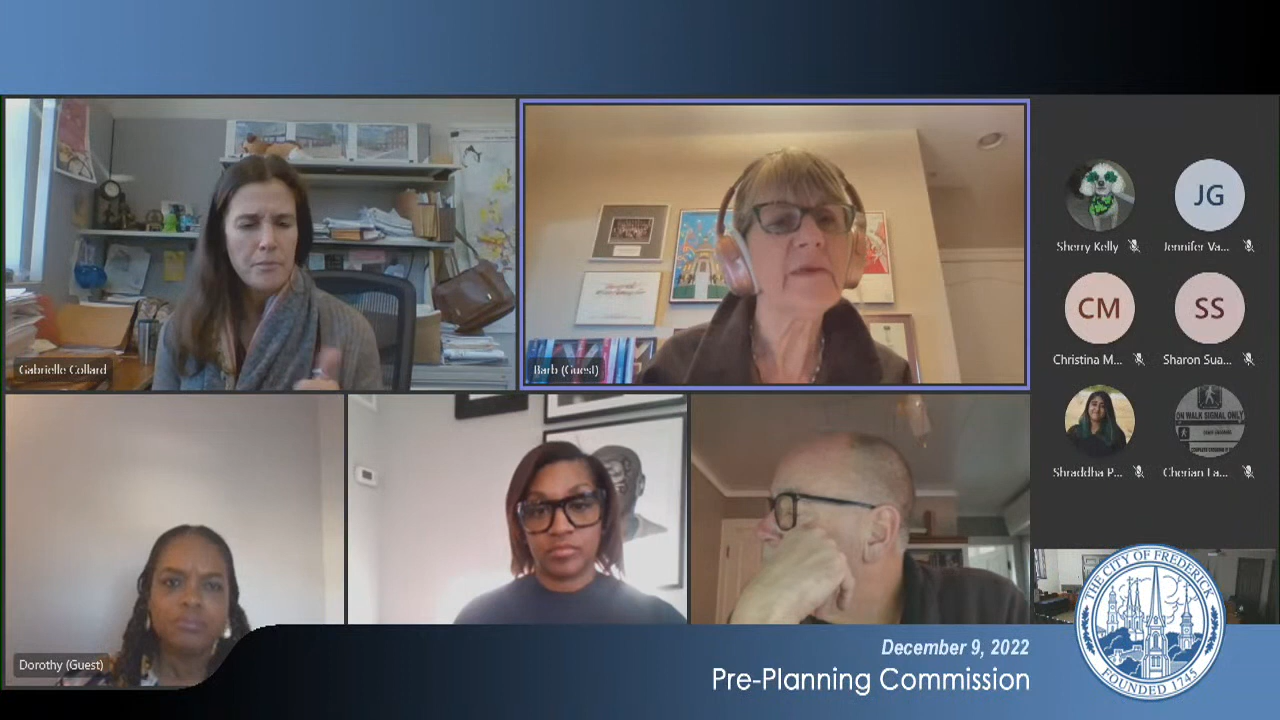 Gabrielle Collard
Barb (Guest)
Sherry Kelly
JG
Jennifer Va...
CM
Christina M...
SS
Sharon Sua...
ON WALK SIGNAL ONLY
Shraddha P...
Cherian Ea...
Dorothy (Guest)
December 9, 2022
Pre-Planning Commission
THE CITY OF FREDERICK
FOUNDED 1745